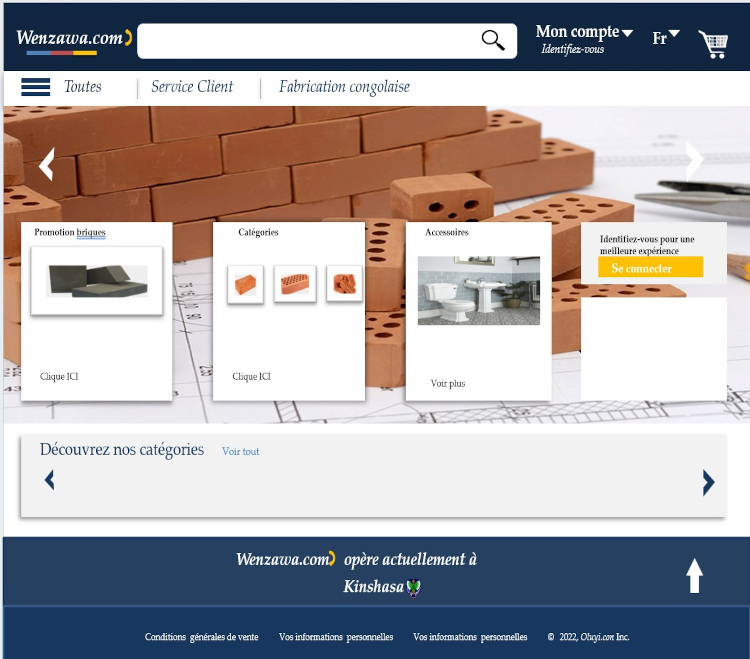 Wenzawa.com
Mon compte
Identifiez-vous
Fr
Toutes
Service Client
Fabrication congolaise
Promotion briques
Clique ICI
Catégories
Clique ICI
Accessoires
Voir plus
Identifiez-vous pour une
meilleure expérience
Se connecter
Découvrez nos catégories Voir tout
Wenzawa.com opère actuellement à
Kinshasa
Conditions générales de vente Vos informations personnelles Vos informations personnelles © 2022, Oluyi.com Inc.